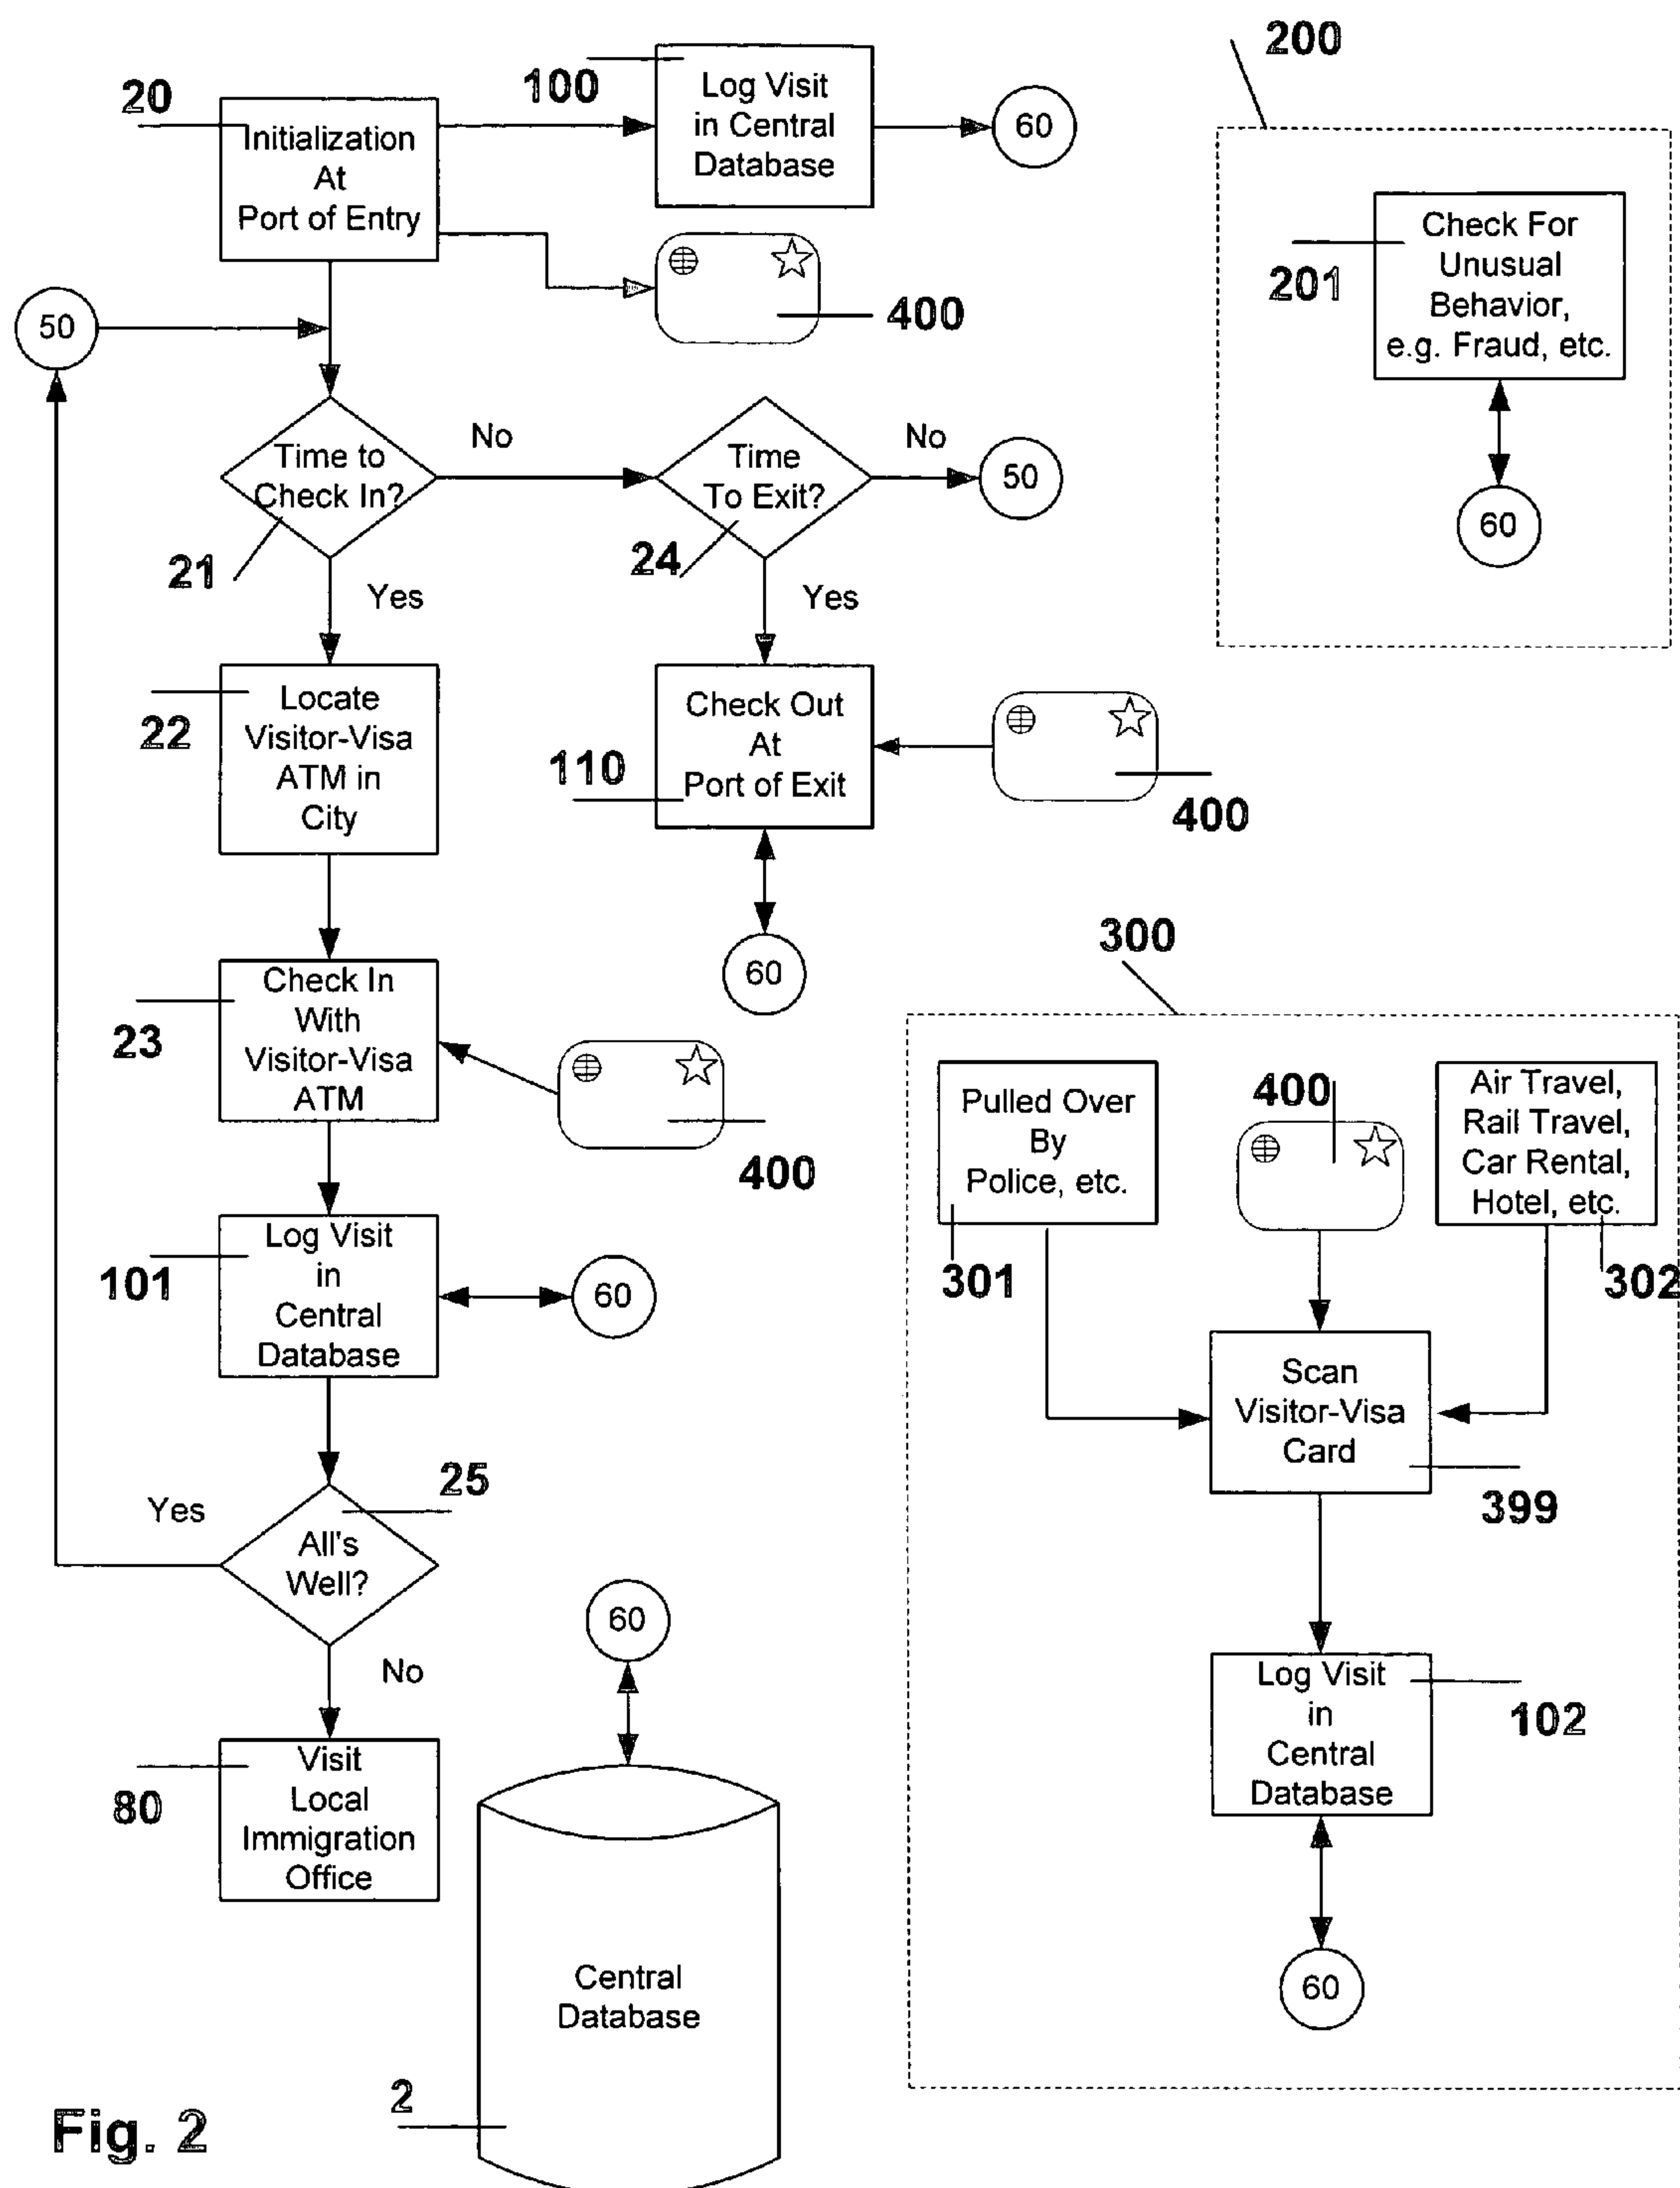 200
20
Initialization
At
Port of Entry
100
Log Visit
in Central
Database
60
400
50
201
Check For
Unusual
Behavior,
e.g. Fraud, etc.
60
Time to
Check In?
21
No
Yes
Time
To Exit?
24
No
50
Yes
22
Locate
Visitor-Visa
ATM in
City
110
Check Out
At
Port of Exit
400
60
23
Check In
With
Visitor-Visa
ATM
400
101
Log Visit
in
Central
Database
60
25
Yes
All's
Well?
No
80
Visit
Local
Immigration
Office
60
Central
Database
2
300
Pulled Over
By
Police, etc.
301
400
Air Travel,
Rail Travel,
Car Rental,
Hotel, etc.
302
Scan
Visitor-Visa
Card
399
Log Visit
in
Central
Database
102
60
Fig. 2